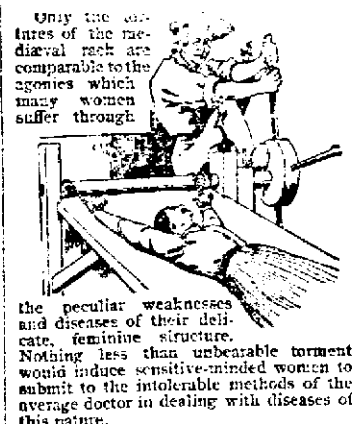 Only the tor-
tures of the me-
diæval rack are
comparable to the
agonies which
many women
suffer through
the peculiar weaknesses
and diseases of their deli-
cate, feminine structure.
Nothing less than unbearable torment
would induce sensitive-minded women to
submit to the intolerable methods of the
average doctor in dealing with diseases of
this nature.